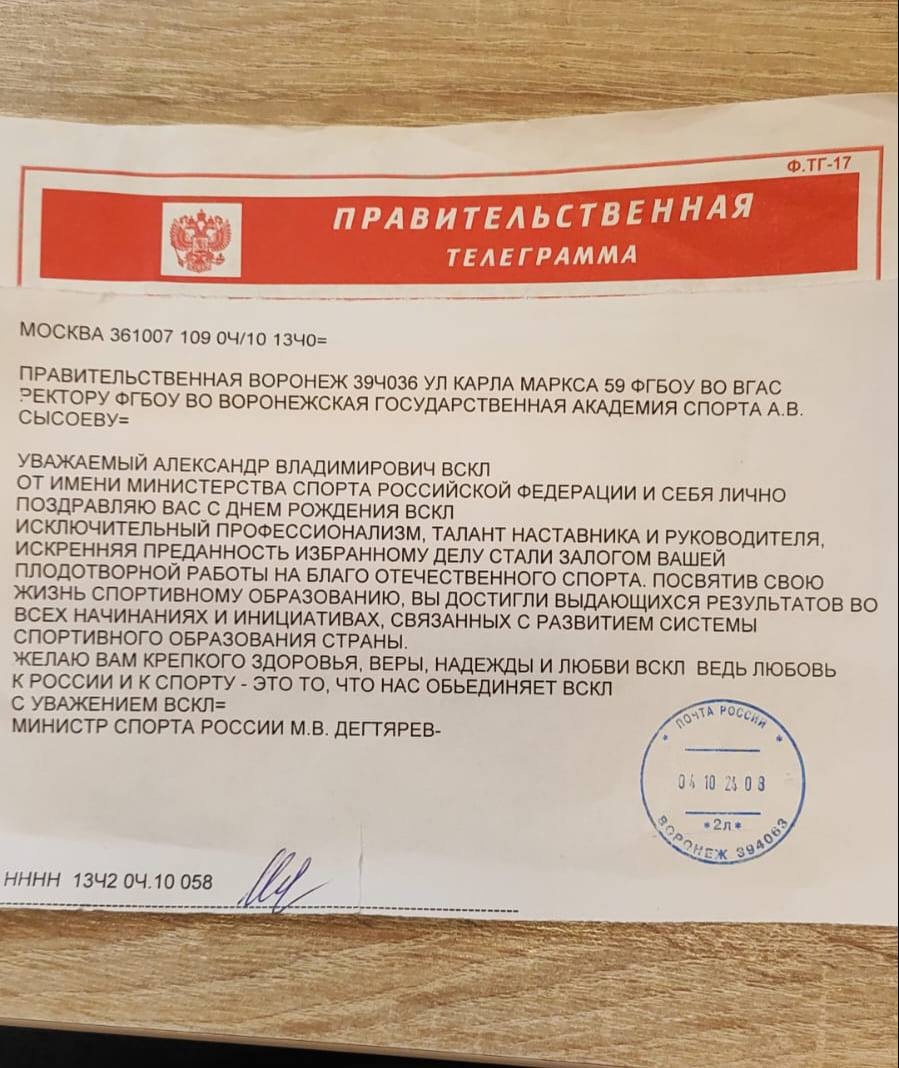 Ф.ТГ-17
ПРАВИТЕЛЬСТВЕННАЯ
ТЕЛЕГРАММА
МОСКВА 361007 109 0Ч/10 13Ч0=
ПРАВИТЕЛЬСТВЕННАЯ ВОРОНЕЖ 39Ч036 УЛ КАРЛА МАРКСА 59 ФГБОУ ВО ВГАС
РЕКТОРУ ФГБОУ ВО ВОРОНЕЖСКАЯ ГОСУДАРСТВЕННАЯ АКАДЕМИЯ СПОРТА А.В.
СЫСОЕВУ=
УВАЖАЕМЫЙ АЛЕКСАНДР ВЛАДИМИРОВИЧ ВСКЛ
ОТ ИМЕНИ МИНИСТЕРСТВА СПОРТА РОССИЙСКОЙ ФЕДЕРАЦИИ И СЕБЯ ЛИЧНО
ПОЗДРАВЛЯЮ ВАС С ДНЕМ РОЖДЕНИЯ ВСКЛ
ИСКЛЮЧИТЕЛЬНЫЙ ПРОФЕССИОНАЛИЗМ, ТАЛАНТ НАСТАВНИКА И РУКОВОДИТЕЛЯ,
ИСКРЕННЯЯ ПРЕДАННОСТЬ ИЗБРАННОМУ ДЕЛУ СТАЛИ ЗАЛОГОМ ВАШЕЙ
ПЛОДОТВОРНОЙ РАБОТЫ НА БЛАГО ОТЕЧЕСТВЕННОГО СПОРТА. ПОСВЯТИВ СВОЮ
ЖИЗНЬ СПОРТИВНОМУ ОБРАЗОВАНИЮ, ВЫ ДОСТИГЛИ ВЫДАЮЩИХСЯ РЕЗУЛЬТАТОВ ВО
ВСЕХ НАЧИНАНИЯХ И ИНИЦИАТИВАХ, СВЯЗАННЫХ С РАЗВИТИЕМ СИСТЕМЫ
СПОРТИВНОГО ОБРАЗОВАНИЯ СТРАНЫ.
ЖЕЛАЮ ВАМ КРЕПКОГО ЗДОРОВЬЯ, ВЕРЫ, НАДЕЖДЫ И ЛЮБВИ ВСКЛ ВЕДЬ ЛЮБОВЬ
К РОССИИ И К СПОРТУ - ЭТО ТО, ЧТО НАС ОБЬЕДИНЯЕТ ВСКЛ
С УВАЖЕНИЕМ ВСКЛ=
МИНИСТР СПОРТА РОССИИ М.В. ДЕГТЯРЕВ-
* ПОЧТА РОССИИ *
04 10 24 08
*2л*
ВОРОНЕЖ 394063
НННН 13Ч2 0Ч.10 058